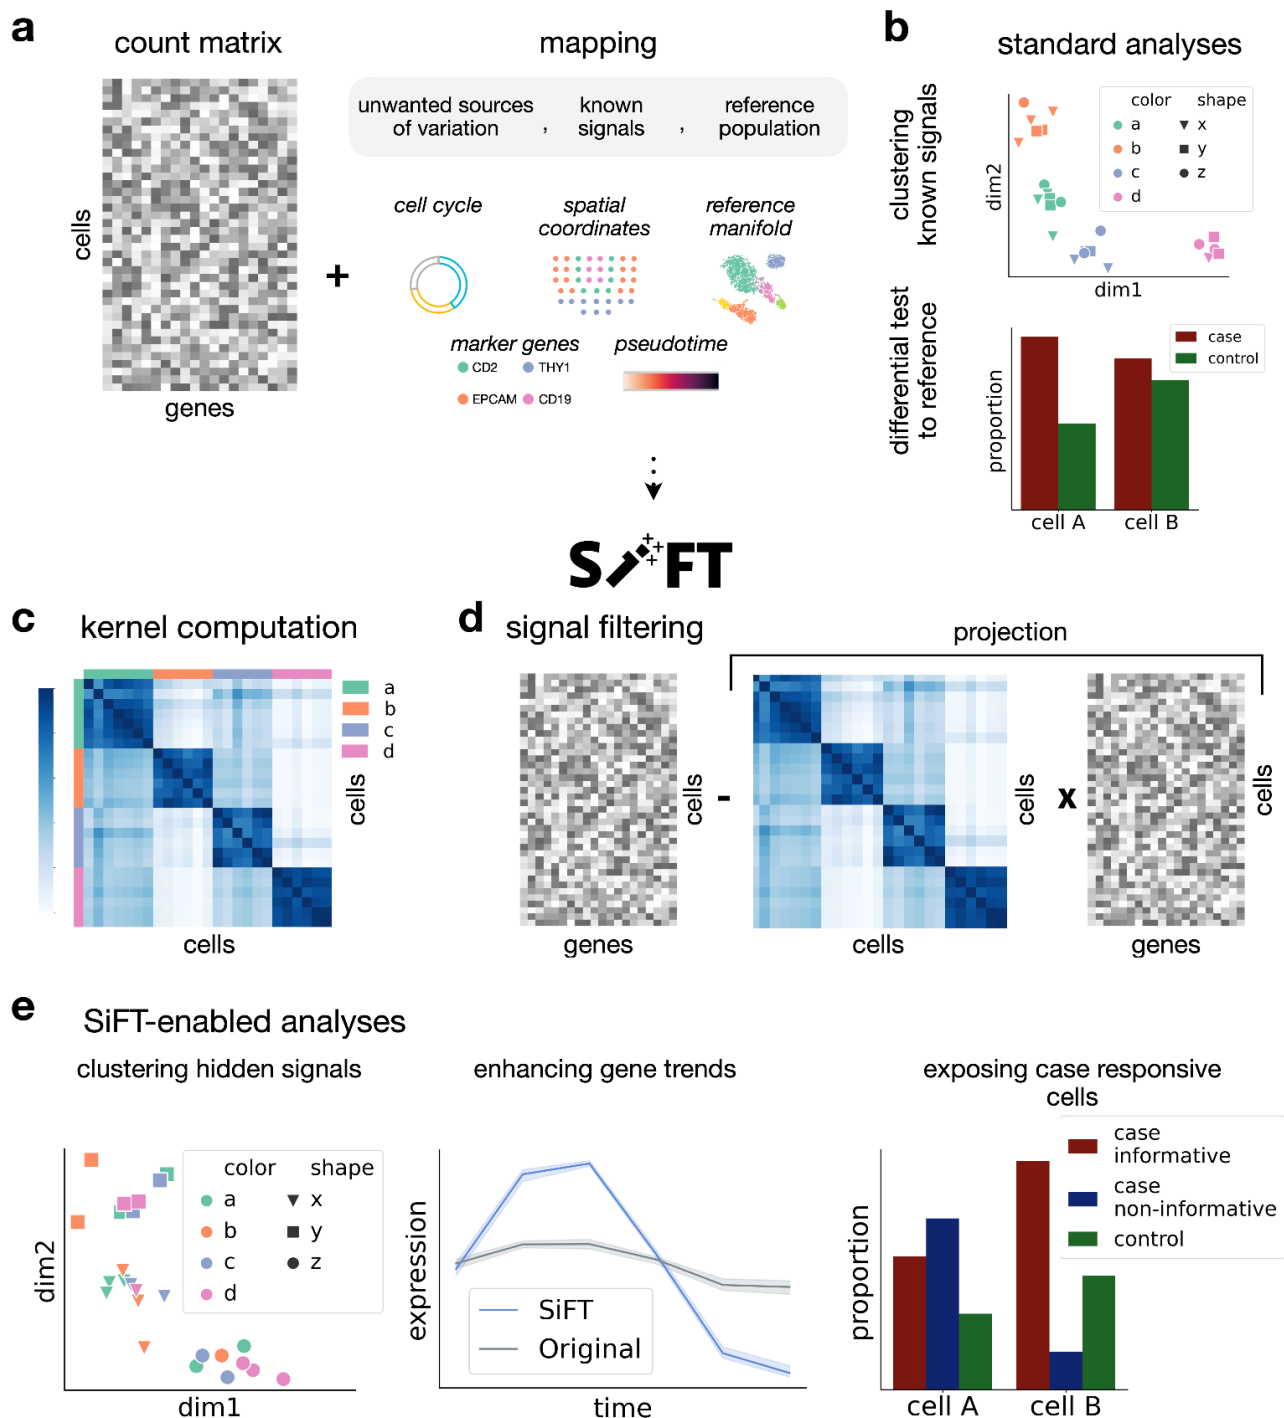 a
count matrix
mapping
unwanted sources
of variation
,
known
signals
,
reference
population
cells
genes
+
cell cycle
spatial
coordinates
reference
manifold
marker genes
CD2
THY1
EPCAM
CD19
pseudotime
b
standard analyses
clustering
known signals
dim2
dim1
color
shape
a
x
b
y
c
z
d
differential test
to reference
proportion
case
control
cell A
cell B
SiFT
c
kernel computation
a
b
c
d
cells
cells
d
signal filtering
projection
cells
genes
-
cells
cells
x
cells
genes
e
SiFT-enabled analyses
clustering hidden signals
dim2
dim1
color
shape
a
x
b
y
c
z
d
enhancing gene trends
expression
time
SiFT
Original
exposing case responsive
cells
proportion
case
informative
case
non-informative
control
cell A
cell B